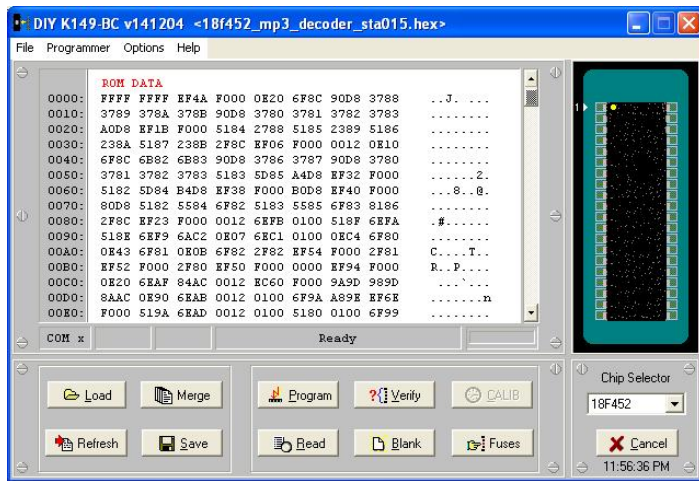 DIY K149-BC v141204 <18f452_mp3_decoder_sta015.hex>
File Programmer Options Help
ROM DATA
0000: FFFF FFFF EF4A F000 0E20 6F8C 90D8 3788 ..J. ...
0010: 3789 378A 378B 90D8 3780 3781 3782 3783 ........
0020: A0D8 EF1B F000 5184 2788 5185 2389 5186 ........
0030: 238A 5187 238B 2F8C EF06 F000 0012 0E10 ........
0040: 6F8C 6B82 6B83 90D8 3786 3787 90D8 3780 ........
0050: 3781 3782 3783 5183 5D85 A4D8 EF32 F000 ......2.
0060: 5182 5D84 B4D8 EF38 F000 B0D8 EF40 F000 ...8..@.
0070: 80D8 5182 5584 6F82 5183 5585 6F83 8186 ........
0080: 2F8C EF23 F000 0012 6EFB 0100 518F 6EFA .#......
0090: 518E 6EF9 6AC2 0E07 6EC1 0100 0EC4 6F80 ........
00A0: 0E43 6F81 0E0B 6F82 2F82 EF54 F000 2F81 C....T..
00B0: EF52 F000 2F80 EF50 F000 0000 EF94 F000 R..P....
00C0: 0E20 6EAF 84AC 0012 EC60 F000 9A9D 989D ...`...
00D0: 8AAC 0E90 6EAB 0012 0100 6F9A A89E EF6E .......n
00E0: F000 519A 6EAD 0012 0100 5180 0100 6F99 ........
COM x
Ready
1
Load
Merge
Program
?{ Verify
CALIB
Refresh
Save
Read
Blank
Fuses
Chip Selector
18F452
Cancel
11:56:36 PM